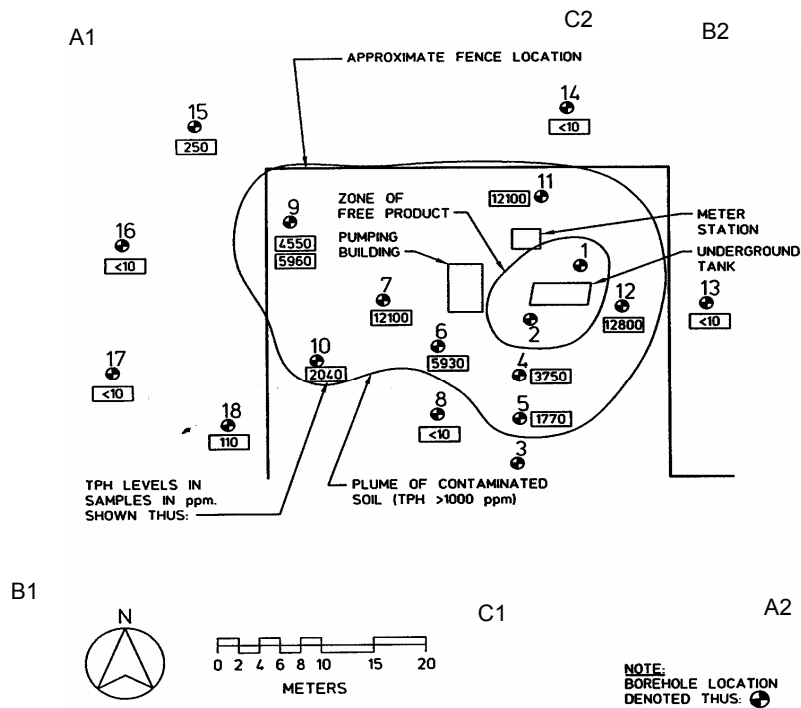 C2
A1
B2
APPROXIMATE FENCE LOCATION
14
<10
15
250
11
12100
ZONE OF
FREE PRODUCT
METER
STATION
9
4550
5960
16
<10
PUMPING
BUILDING
UNDERGROUND
TANK
1
7
12100
12
12800
13
<10
2
6
5930
10
2040
4
3750
17
<10
8
<10
5
1770
18
110
3
TPH LEVELS IN
SAMPLES IN ppm.
SHOWN THUS:
PLUME OF CONTAMINATED
SOIL (TPH >1000 ppm)
B1
C1
A2
N
0 2 4 6 8 10 15 20
METERS
NOTE:
BOREHOLE LOCATION
DENOTED THUS: